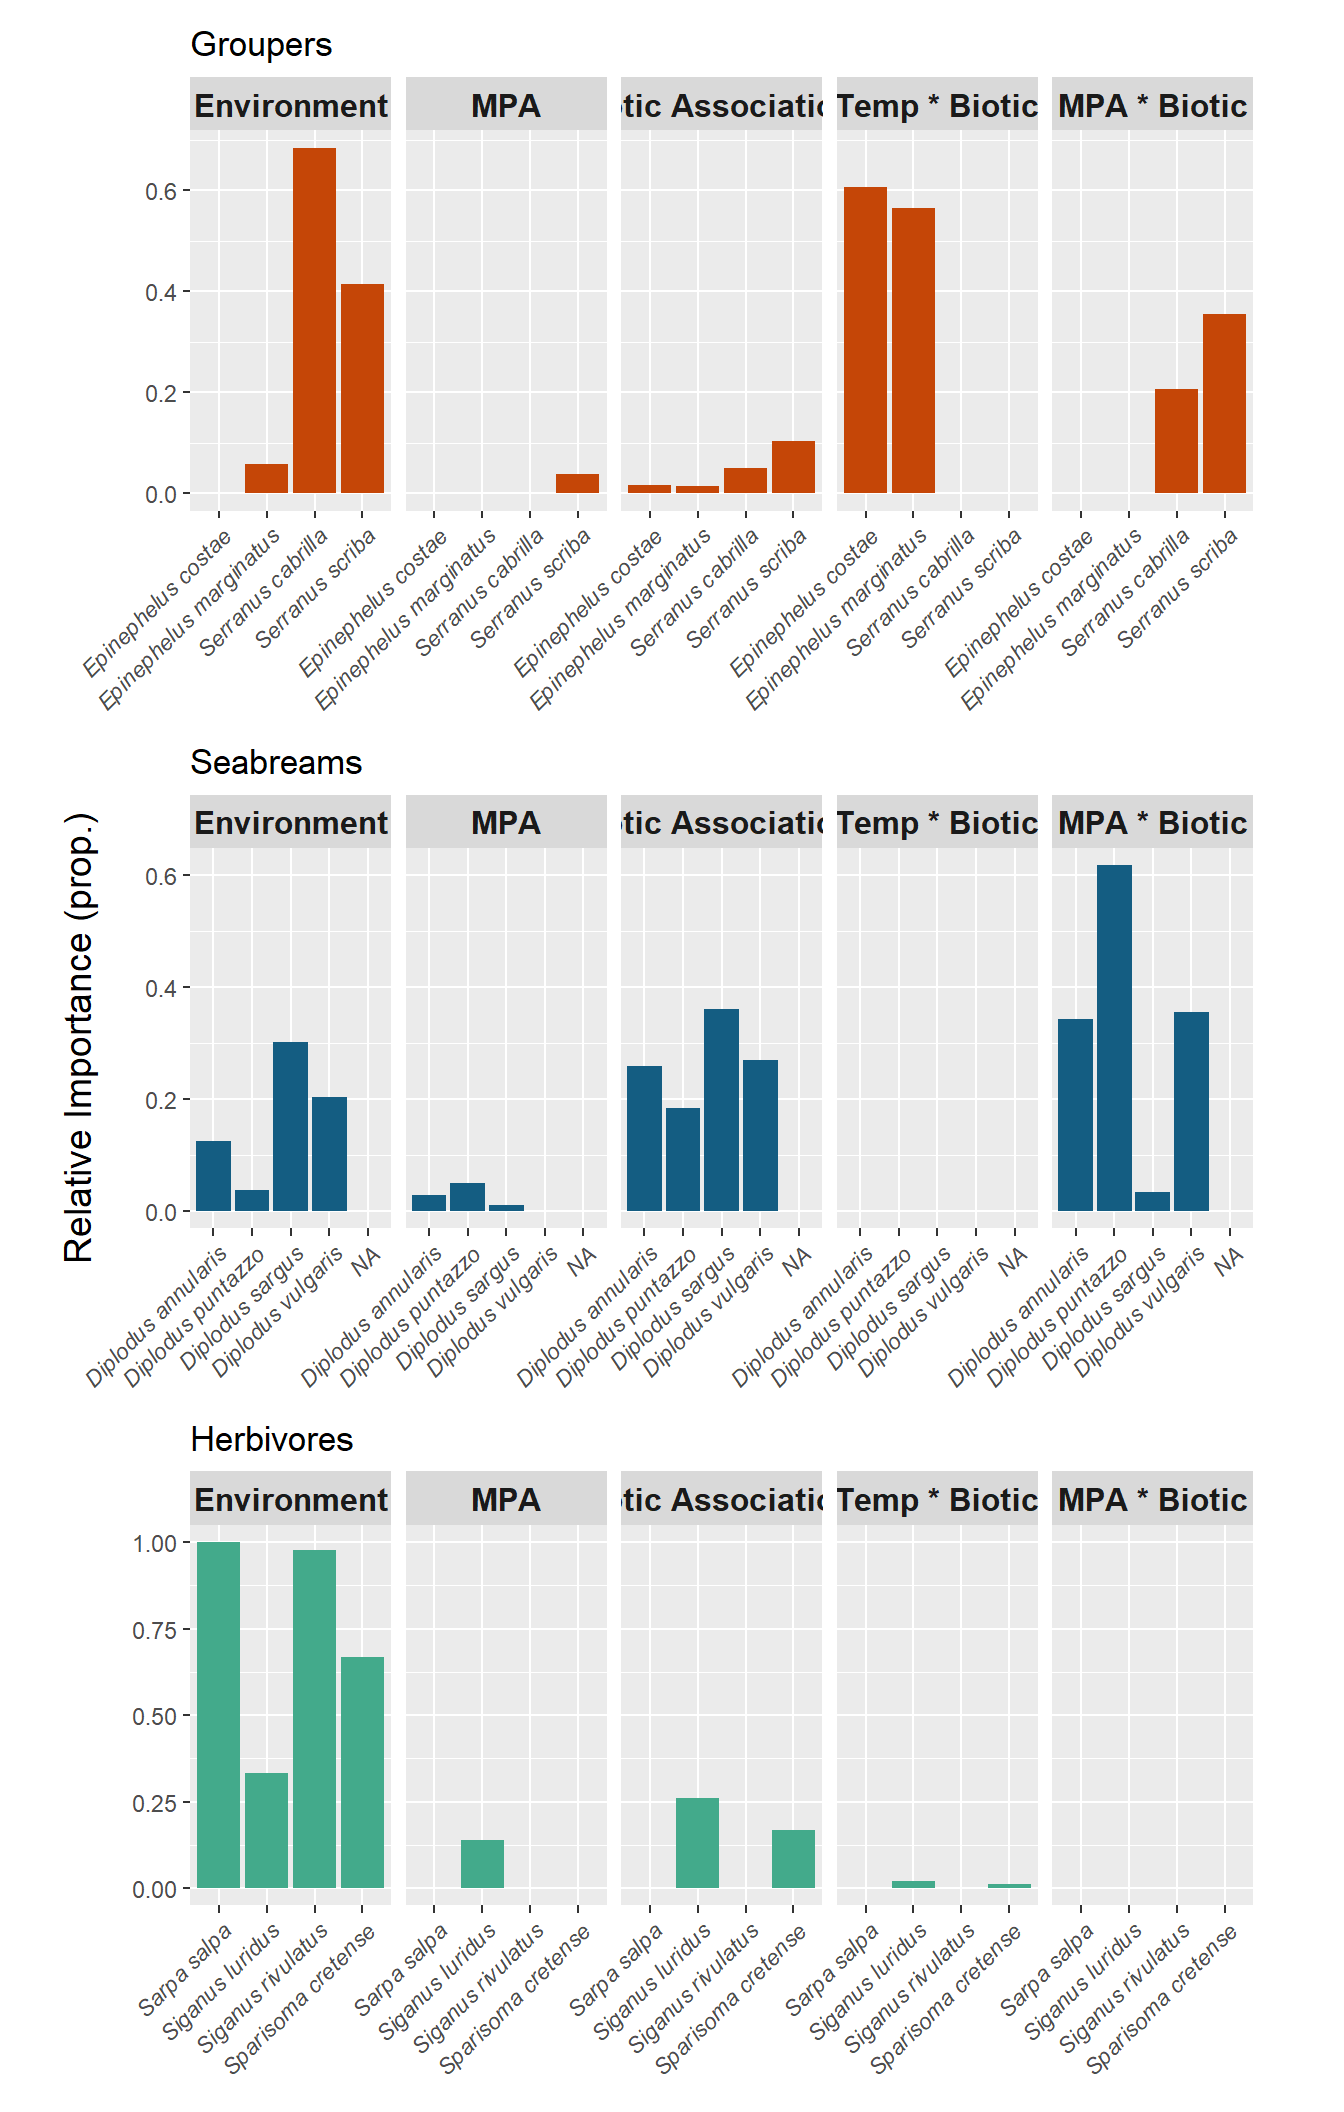 Groupers
Environment MPA otic Associatio Temp * Biotic MPA * Biotic
0.6
0.4
0.2
0.0
Epinephelus costae Epinephelus marginatus Serranus cabrilla Serranus scriba Epinephelus costae Epinephelus marginatus Serranus cabrilla Serranus scriba Epinephelus costae Epinephelus marginatus Serranus cabrilla Serranus scriba Epinephelus costae Epinephelus marginatus Serranus cabrilla Serranus scriba Epinephelus costae Epinephelus marginatus Serranus cabrilla Serranus scriba
Relative Importance (prop.)
Seabreams
Environment MPA otic Associatio Temp * Biotic MPA * Biotic
0.6
0.4
0.2
0.0
Diplodus annularis Diplodus puntazzo Diplodus sargus Diplodus vulgaris NA Diplodus annularis Diplodus puntazzo Diplodus sargus Diplodus vulgaris NA Diplodus annularis Diplodus puntazzo Diplodus sargus Diplodus vulgaris NA Diplodus annularis Diplodus puntazzo Diplodus sargus Diplodus vulgaris NA Diplodus annularis Diplodus puntazzo Diplodus sargus Diplodus vulgaris NA
Herbivores
Environment MPA otic Associatio Temp * Biotic MPA * Biotic
1.00
0.75
0.50
0.25
0.00
Sarpa salpa Siganus luridus Siganus rivulatus Sparisoma cretense Sarpa salpa Siganus luridus Siganus rivulatus Sparisoma cretense Sarpa salpa Siganus luridus Siganus rivulatus Sparisoma cretense Sarpa salpa Siganus luridus Siganus rivulatus Sparisoma cretense Sarpa salpa Siganus luridus Siganus rivulatus Sparisoma cretense